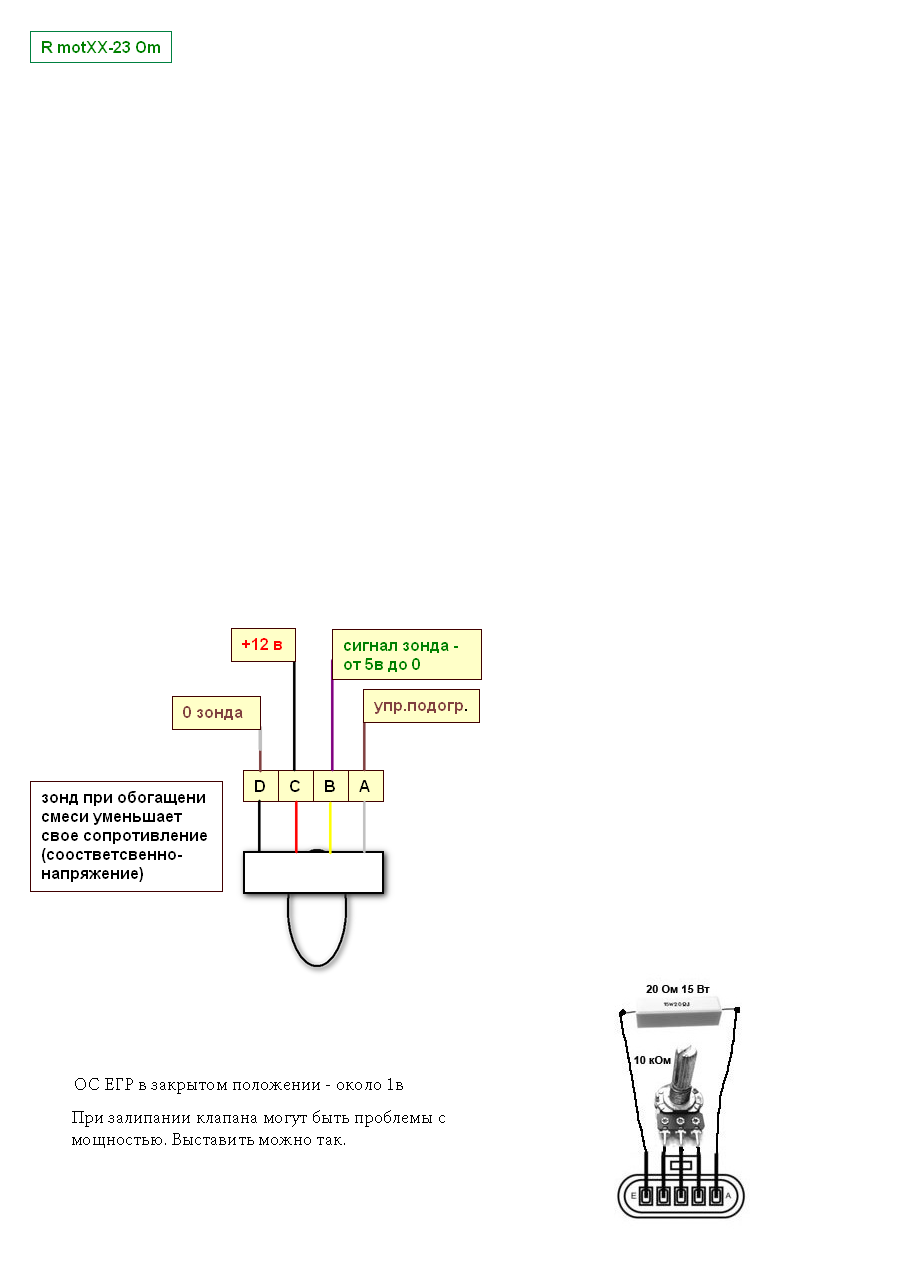 R motXX-23 Om
+12 в
сигнал зонда -
от 5в до 0
0 зонда
упр.подогр.
D C B A
зонд при обогащени
смеси уменьшает
свое сопротивление
(соостветсвенно-
напряжение)
20 Ом 15 Вт
15W20ΩJ
10 кОм
ОС ЕГР в закрытом положении - около 1в
При залипании клапана могут быть проблемы с
мощностью. Выставить можно так.
E A